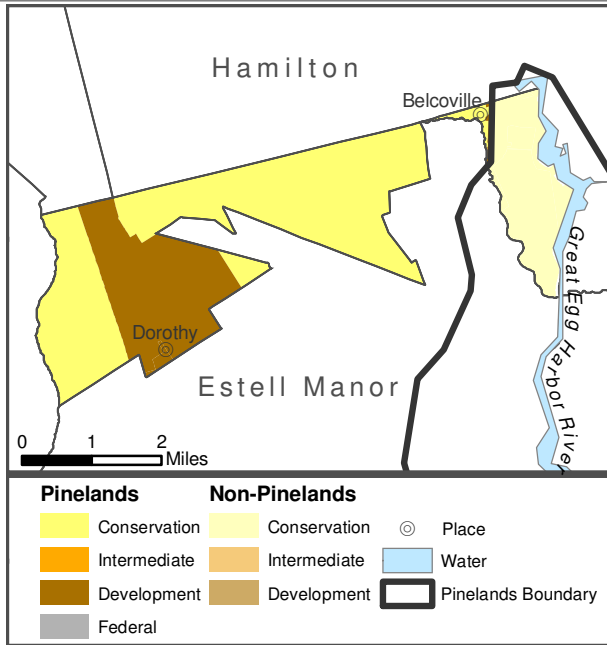 Hamilton
Belcoville
Great Egg Harbor River
Dorothy
Estell Manor
0 1 2
Miles
Pinelands Non-Pinelands
Conservation Conservation Place
Intermediate Intermediate Water
Development Development Pinelands Boundary
Federal